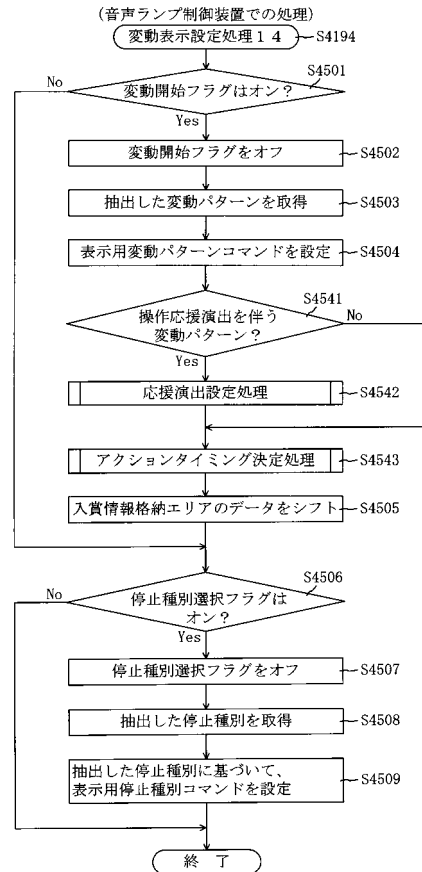 (音声ランプ制御装置での処理)
変動表示設定処理14
S4194
S4501
No
変動開始フラグはオン？
Yes
変動開始フラグをオフ
S4502
抽出した変動パターンを取得
S4503
表示用変動パターンコマンドを設定
S4504
S4541
操作応援演出を伴う
変動パターン？
No
Yes
応援演出設定処理
S4542
アクションタイミング決定処理
S4543
入賞情報格納エリアのデータをシフト
S4505
S4506
No
停止種別選択フラグは
オン？
Yes
停止種別選択フラグをオフ
S4507
抽出した停止種別を取得
S4508
抽出した停止種別に基づいて、
表示用停止種別コマンドを設定
S4509
終了